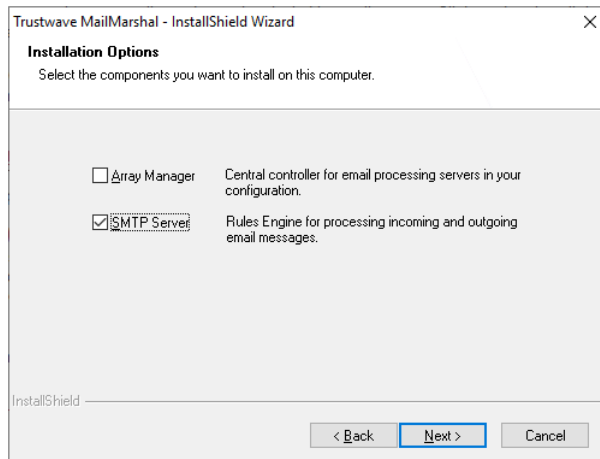 Trustwave MailMarshal - InstallShield Wizard
Installation Options
Select the components you want to install on this computer.
Array Manager
Central controller for email processing servers in your
configuration.
SMTP Server
Rules Engine for processing incoming and outgoing
email messages.
InstallShield
< Back
Next >
Cancel